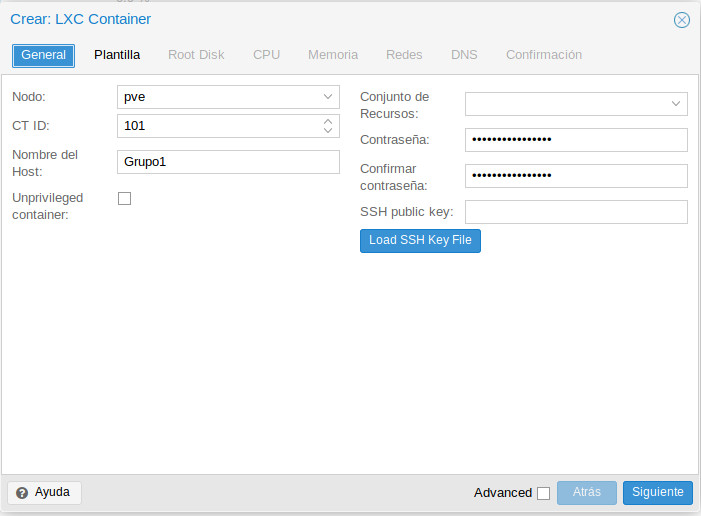 Crear: LXC Container
General Plantilla Root Disk CPU Memoria Redes DNS Confirmación
Nodo: pve
CT ID: 101
Nombre del
Host: Grupo1
Unprivileged
container:
Conjunto de
Recursos:
Contraseña: ••••••••••••••••
Confirmar
contraseña: ••••••••••••••••
SSH public key:
Load SSH Key File
Ayuda
Advanced Atrás Siguiente